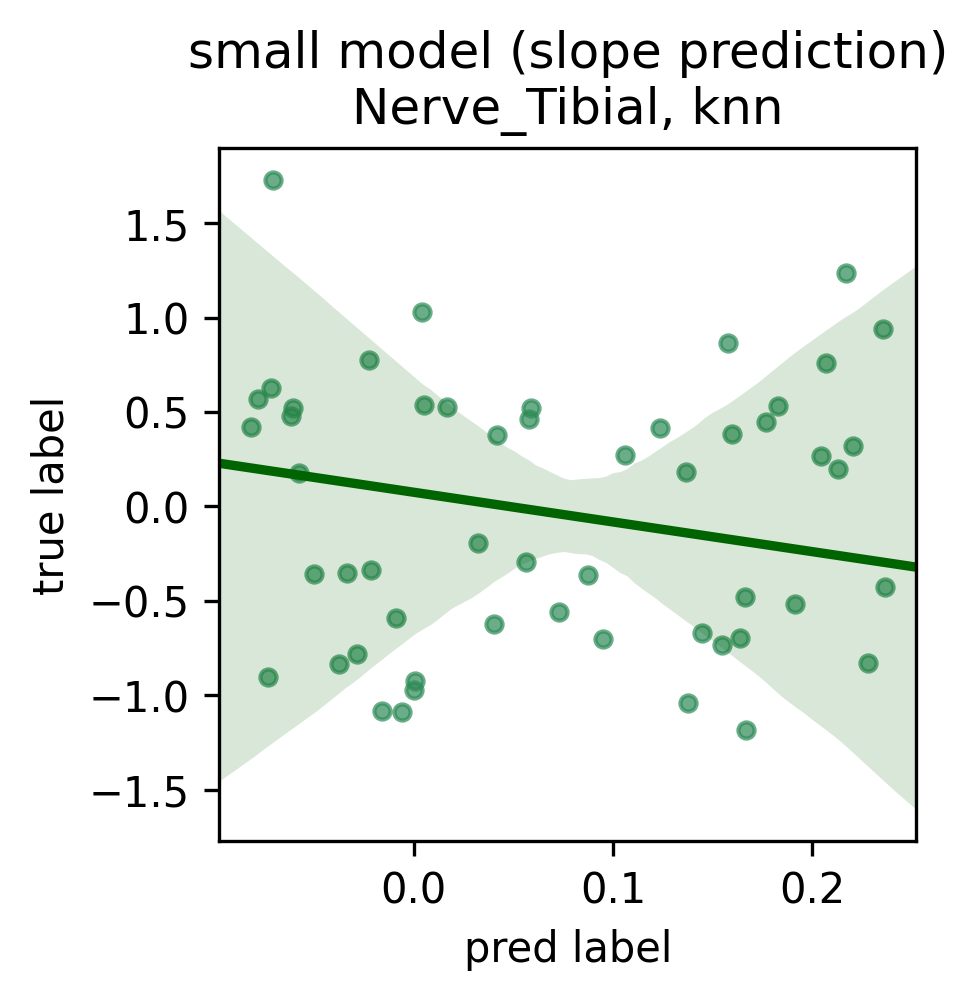 small model (slope prediction)
Nerve_Tibial, knn
true label
1.5
1.0
0.5
0.0
−0.5
−1.0
−1.5
0.0 0.1 0.2
pred label